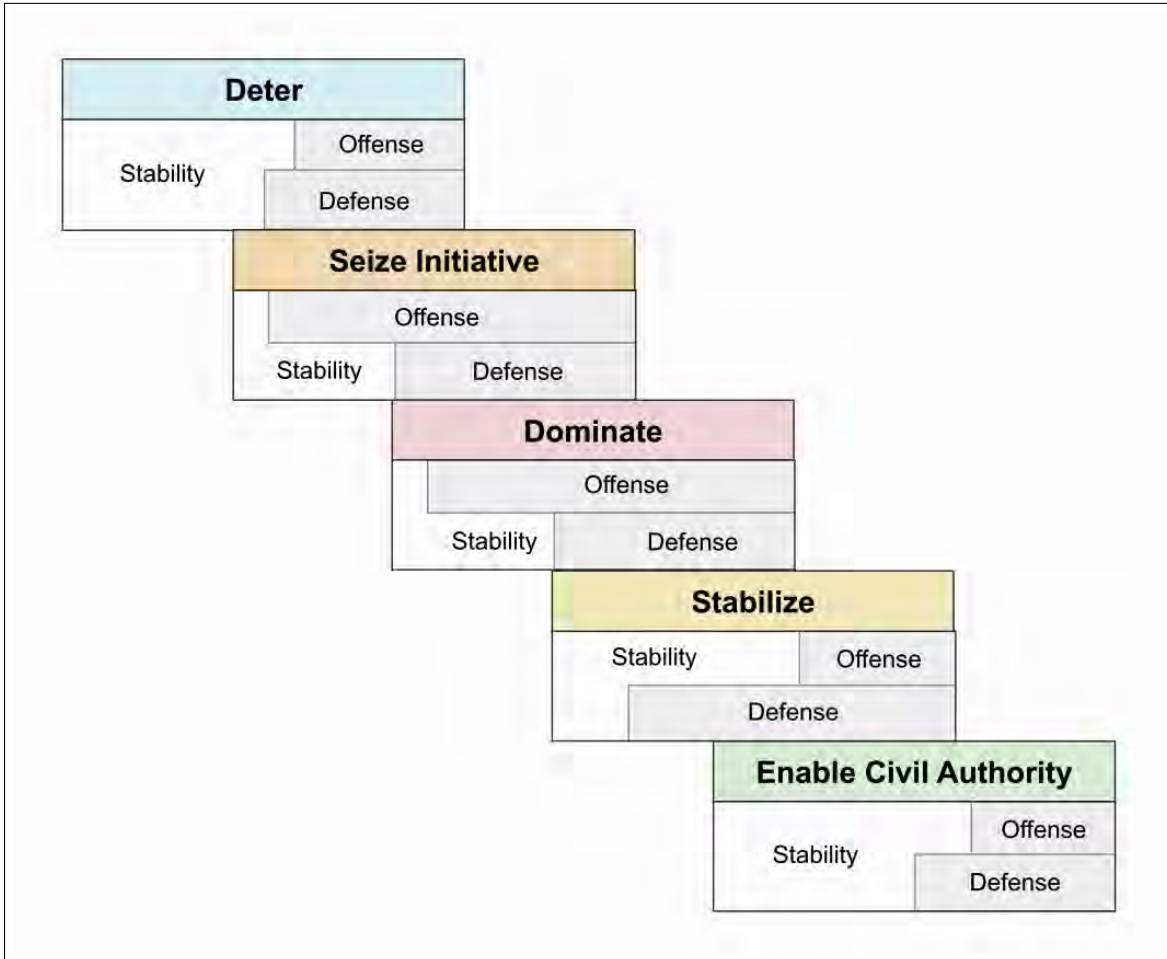 Deter
Offense
Stability
Defense
Seize Initiative
Offense
Stability
Defense
Dominate
Offense
Stability
Defense
Stabilize
Stability
Offense
Defense
Enable Civil Authority
Offense
Stability
Defense